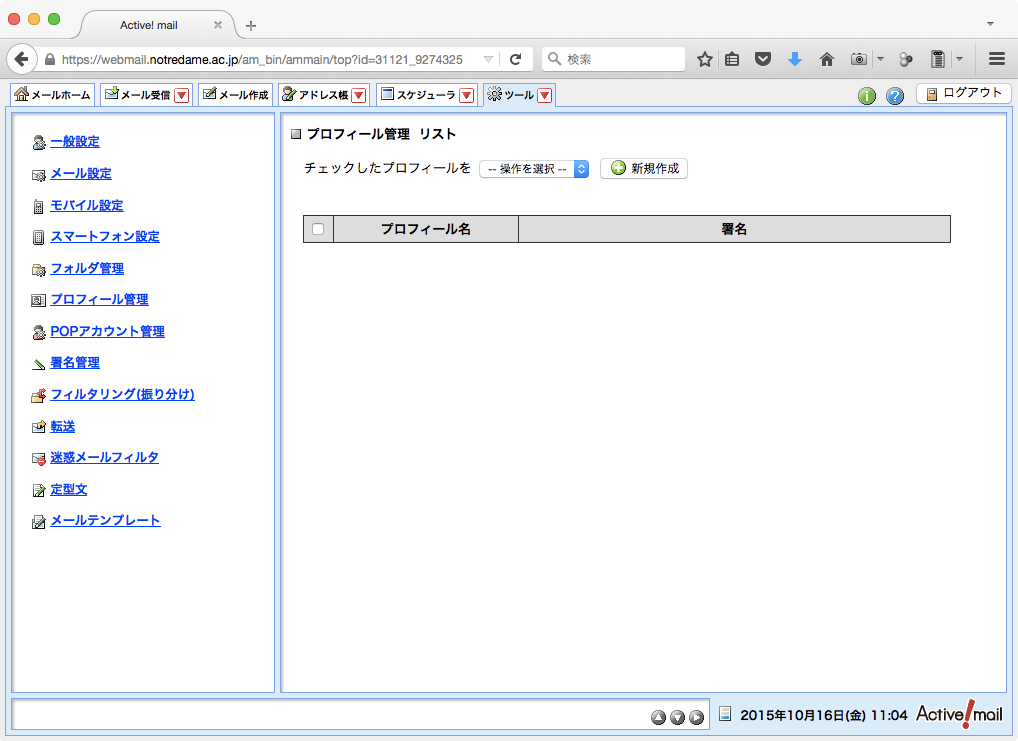 Active! mail
https://webmail.notredame.ac.jp/am_bin/ammain/top?id=31121_9274325
検索
メールホーム
メール受信
メール作成
アドレス帳
スケジューラ
ツール
ログアウト
一般設定
メール設定
モバイル設定
スマートフォン設定
フォルダ管理
プロフィール管理
POPアカウント管理
署名管理
フィルタリング(振り分け)
転送
迷惑メールフィルタ
定型文
メールテンプレート
プロフィール管理 リスト
チェックしたプロフィールを -- 操作を選択 -- 新規作成
プロフィール名 署名
2015年10月16日(金) 11:04 Active! mail